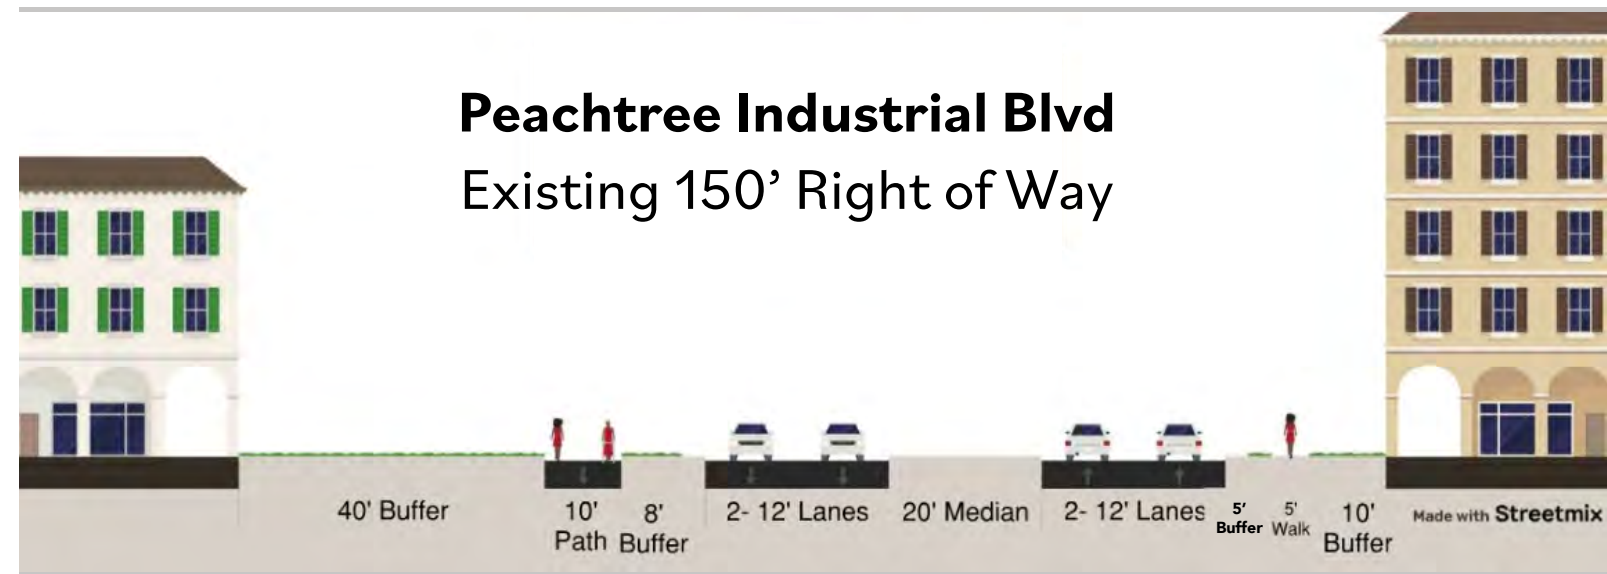 Peachtree Industrial Blvd
Existing 150’ Right of Way
40' Buffer
10'
Path
8'
Buffer
2- 12' Lanes
20' Median
2- 12' Lanes
5’
Buffer
5'
Walk
10'
Buffer
Made with Streetmix